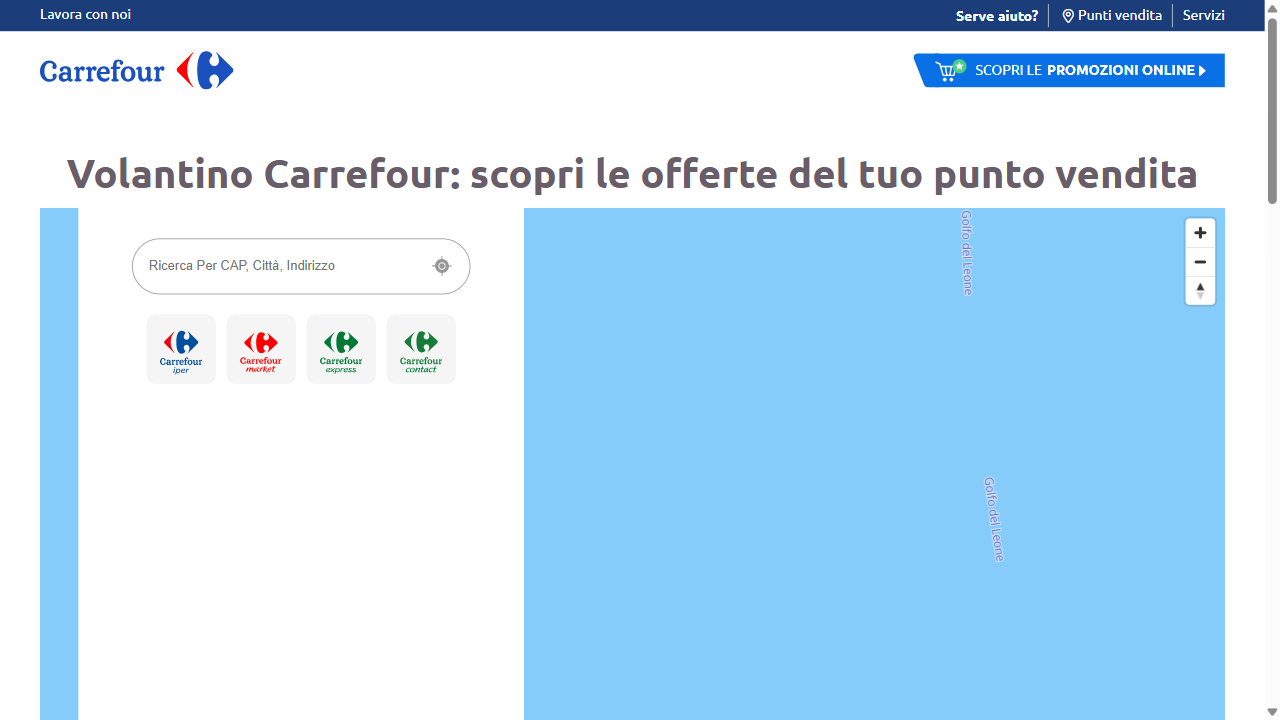 Lavora con noi
Serve aiuto?
Punti vendita
Servizi
Carrefour
SCOPRI LE PROMOZIONI ONLINE
Volantino Carrefour: scopri le offerte del tuo punto vendita
Ricerca Per CAP, Città, Indirizzo
Carrefour
iper
Carrefour
market
Carrefour
express
Carrefour
contact
Golfo del Leone
Golfo del Leone